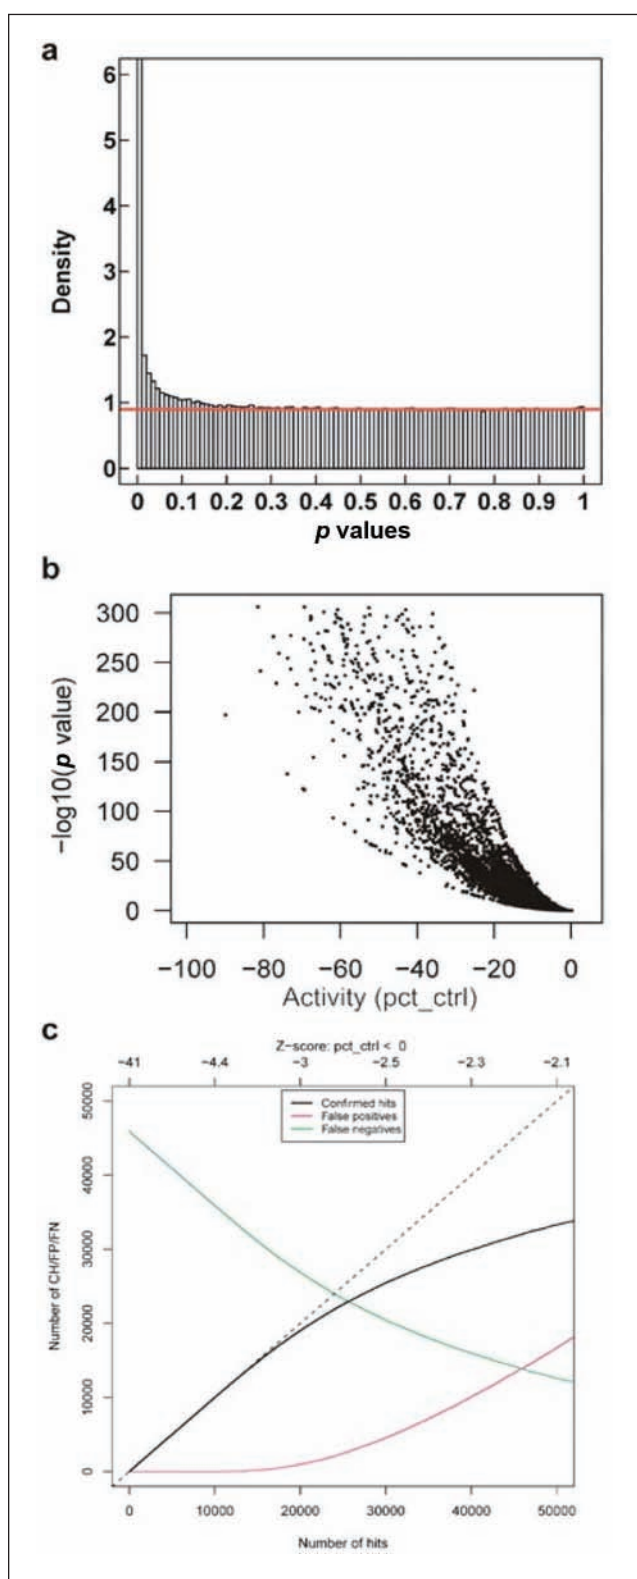 a
6
5
4
3
2
1
0
Density
0 0.1 0.2 0.3 0.4 0.5 0.6 0.7 0.8 0.9 1
p values
b
300
250
200
150
100
50
0
−log10(p value)
−100 −80 −60 −40 −20 0
Activity (pct_ctrl)
c
Z−score: pct_ctrl < 0
−41 −4.4 −3 −2.5 −2.3 −2.1
Confirmed hits
False positives
False negatives
50000
40000
30000
20000
10000
0
Number of CH/FP/FN
0 10000 20000 30000 40000 50000
Number of hits